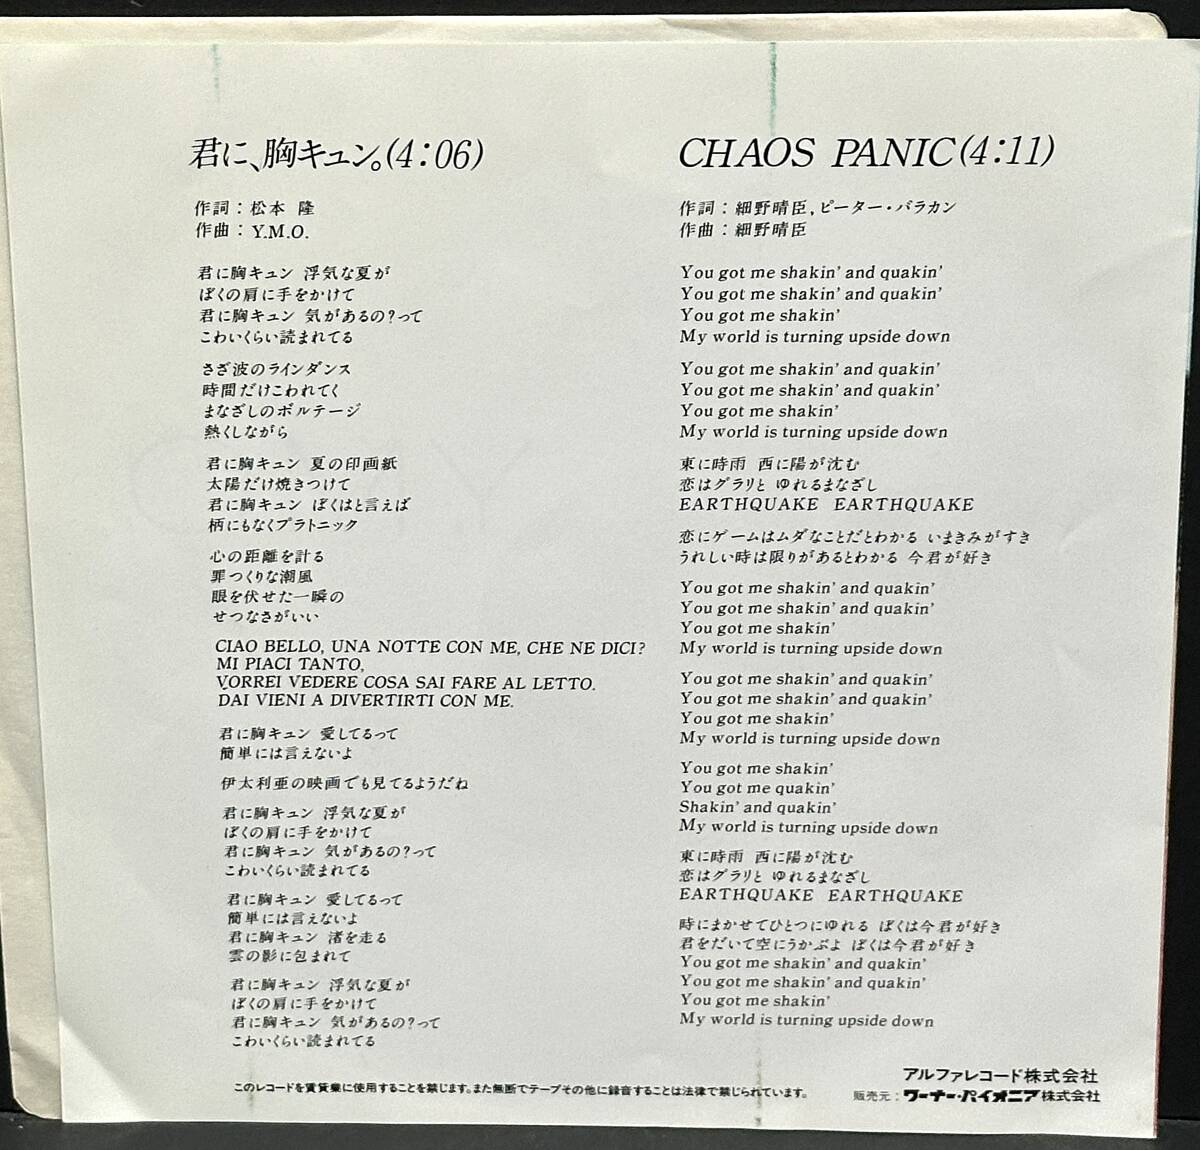 君に、胸キュン。(4:06)
作詞：松本 隆
作曲：Y.M.O.
君に胸キュン 浮気な夏が
ぼくの肩に手をかけて
君に胸キュン 気があるの?って
こわいくらい読まれてる
さざ波のラインダンス
時間だけこわれてく
まなざしのボルテージ
熱くしながら
君に胸キュン 夏の印画紙
太陽だけ焼きつけて
君に胸キュン ぼくはと言えば
柄にもなくプラトニック
心の距離を計る
罪つくりな潮風
眼を伏せた一瞬の
せつなさがいい
CIAO BELLO, UNA NOTTE CON ME, CHE NE DICI?
MI PIACI TANTO,
VORREI VEDERE COSA SAI FARE AL LETTO.
DAI VIENI A DIVERTIRTI CON ME.
君に胸キュン 愛してるって
簡単には言えないよ
伊太利亜の映画でも見てるようだね
君に胸キュン 浮気な夏が
ぼくの肩に手をかけて
君に胸キュン 気があるの?って
こわいくらい読まれてる
君に胸キュン 愛してるって
簡単には言えないよ
君に胸キュン 渚を走る
雲の影に包まれて
君に胸キュン 浮気な夏が
ぼくの肩に手をかけて
君に胸キュン 気があるの?って
こわいくらい読まれてる
CHAOS PANIC(4:11)
作詞：細野晴臣, ピーター・バラカン
作曲：細野晴臣
You got me shakin' and quakin'
You got me shakin' and quakin'
You got me shakin'
My world is turning upside down
You got me shakin' and quakin'
You got me shakin' and quakin'
You got me shakin'
My world is turning upside down
東に時雨 西に陽が沈む
恋はグラリと ゆれるまなざし
EARTHQUAKE EARTHQUAKE
恋にゲームはムダなことだとわかる いまきみがすき
うれしい時は限りがあるとわかる 今君が好き
You got me shakin' and quakin'
You got me shakin' and quakin'
You got me shakin'
My world is turning upside down
You got me shakin' and quakin'
You got me shakin' and quakin'
You got me shakin'
My world is turning upside down
You got me shakin'
You got me quakin'
Shakin' and quakin'
My world is turning upside down
東に時雨 西に陽が沈む
恋はグラリと ゆれるまなざし
EARTHQUAKE EARTHQUAKE
時にまかせてひとつにゆれる ぼくは今君が好き
君をだいて空にうかぶよ ぼくは今君が好き
You got me shakin' and quakin'
You got me shakin' and quakin'
You got me shakin'
My world is turning upside down
このレコードを賃貸業に使用することを禁じます。また無断でテープその他に録音することは法律で禁じられています。
アルファレコード株式会社
販売元：ワーナー・パイオニア株式会社